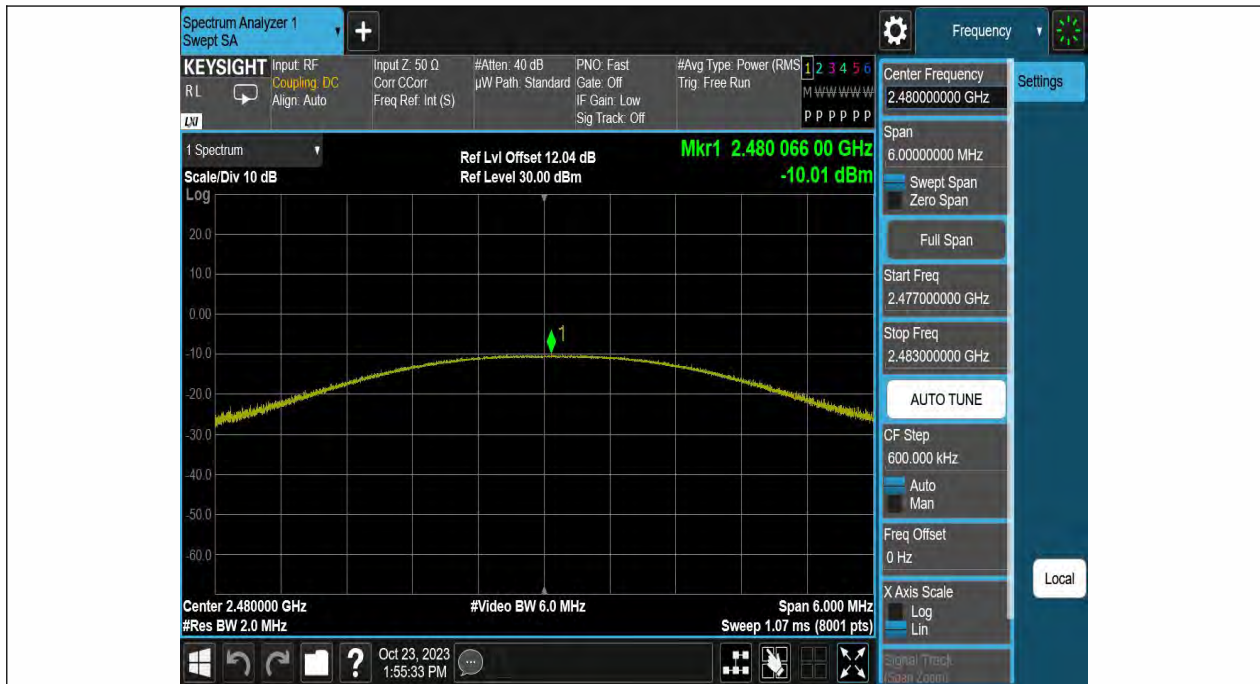 Spectrum Analyzer 1
Swept SA
+
Frequency
KEYSIGHT
RL
LXI
Input: RF
Coupling: DC
Align: Auto
Input Z: 50 Ω
Corr CCorr
Freq Ref: Int (S)
#Atten: 40 dB
µW Path: Standard
PNO: Fast
Gate: Off
IF Gain: Low
Sig Track: Off
#Avg Type: Power (RMS
Trig: Free Run
1 2 3 4 5 6
M W W W W W
P P P P P P
Center Frequency
2.480000000 GHz
Settings
Span
6.00000000 MHz
Swept Span
Zero Span
Full Span
Start Freq
2.477000000 GHz
Stop Freq
2.483000000 GHz
AUTO TUNE
CF Step
600.000 kHz
Auto
Man
Freq Offset
0 Hz
X Axis Scale
Log
Lin
Signal Track
(Span Zoom)
Local
1 Spectrum
Scale/Div 10 dB
Log
Ref Lvl Offset 12.04 dB
Ref Level 30.00 dBm
Mkr1 2.480 066 00 GHz
-10.01 dBm
20.0
10.0
0.00
1
-10.0
-20.0
-30.0
-40.0
-50.0
-60.0
Center 2.480000 GHz
#Res BW 2.0 MHz
#Video BW 6.0 MHz
Span 6.000 MHz
Sweep 1.07 ms (8001 pts)
?
Oct 23, 2023
1:55:33 PM